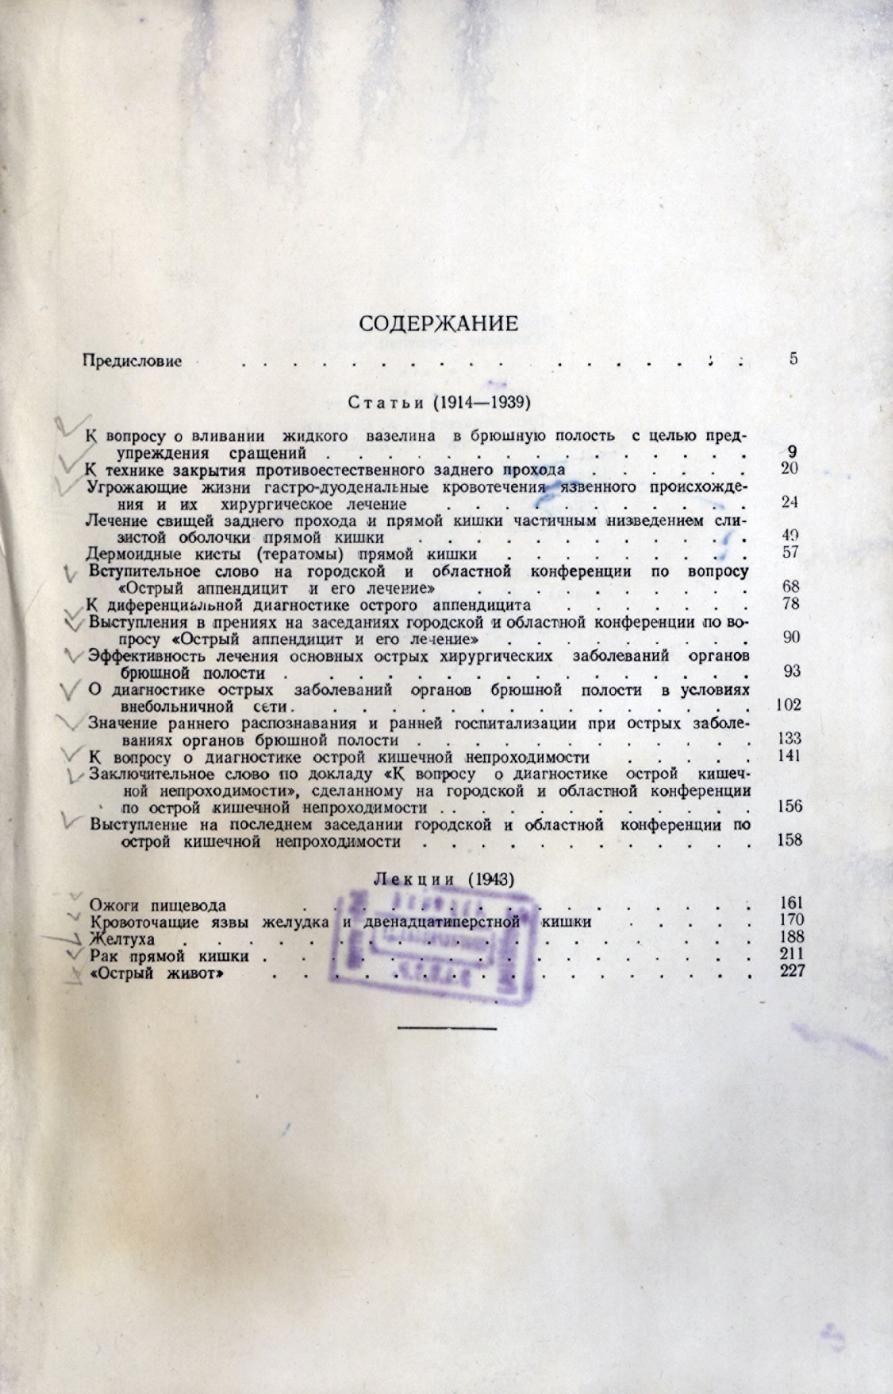 СОДЕРЖАНИЕ
Предисловие . . . . . . . . . . . . . . . . 5
Статьи (1914—1939)
К вопросу о вливании жидкого вазелина в брюшную полость с целью пред-
упреждения сращений . . . . . . . . . . . . . . 9
К технике закрытия противоестественного заднего прохода . . . . . . 20
Угрожающие жизни гастро-дуоденальные кровотечения язвенного происхожде-
ния и их хирургическое лечение . . . . . . . . . . . 24
Лечение свищей заднего прохода и прямой кишки частичным низведением сли-
зистой оболочки прямой кишки . . . . . . . . . . . . 49
Дермоидные кисты (тератомы) прямой кишки . . . . . . . . . 57
Вступительное слово на городской и областной конференции по вопросу
«Острый аппендицит и его лечение» . . . . . . . . . . 68
К диференциальной диагностике острого аппендицита . . . . . . . 78
Выступления в прениях на заседаниях городской и областной конференции по во-
просу «Острый аппендицит и его лечение» . . . . . . . . . 90
Эффективность лечения основных острых хирургических заболеваний органов
брюшной полости . . . . . . . . . . . . . . . 93
О диагностике острых заболеваний органов брюшной полости в условиях
внебольничной сети . . . . . . . . . . . . . . . 102
Значение раннего распознавания и ранней госпитализации при острых заболе-
ваниях органов брюшной полости . . . . . . . . . . . . 133
К вопросу о диагностике острой кишечной непроходимости . . . . . 141
Заключительное слово по докладу «К вопросу о диагностике острой кишеч-
ной непроходимости», сделанному на городской и областной конференции
по острой кишечной непроходимости . . . . . . . . . . . 156
Выступление на последнем заседании городской и областной конференции по
острой кишечной непроходимости . . . . . . . . . . . . 158
Лекции (1943)
Ожоги пищевода . . . . . . . . . . . . . . . . 161
Кровоточащие язвы желудка и двенадцатиперстной кишки . . . . . 170
Желтуха . . . . . . . . . . . . . . . . . . 188
Рак прямой кишки . . . . . . . . . . . . . . . . 211
«Острый живот» . . . . . . . . . . . . . . . . 227